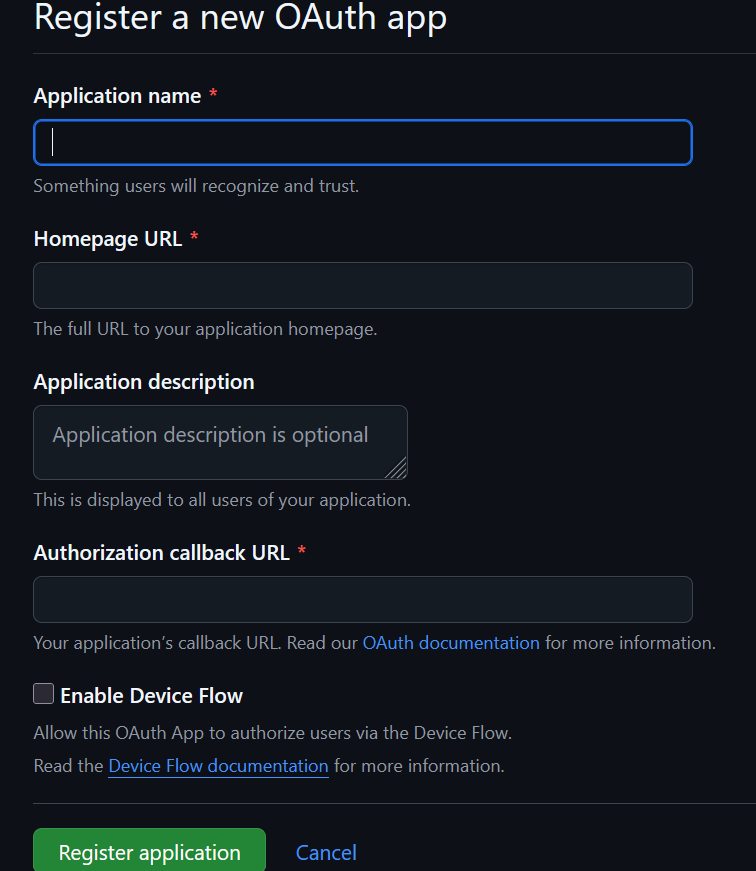 Register a new OAuth app
Application name *
Something users will recognize and trust.
Homepage URL *
The full URL to your application homepage.
Application description
Application description is optional
This is displayed to all users of your application.
Authorization callback URL *
Your application’s callback URL. Read our OAuth documentation for more information.
Enable Device Flow
Allow this OAuth App to authorize users via the Device Flow.
Read the Device Flow documentation for more information.
Register application Cancel